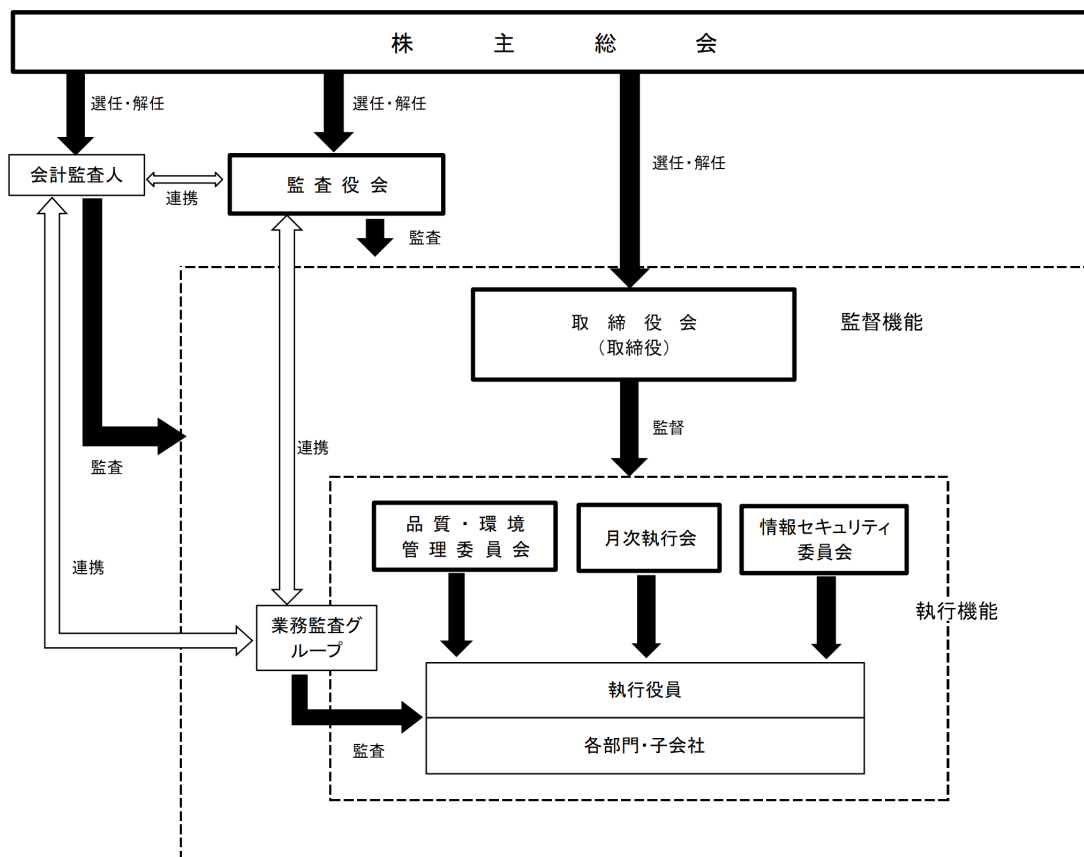 株主総会
選任・解任
選任・解任
選任・解任
会計監査人
連携
監査役会
監査
取締役会
(取締役)
監督機能
監督
監査
連携
連携
品質・環境
管理委員会
月次執行会
情報セキュリティ
委員会
執行機能
業務監査グ
ループ
監査
執行役員
各部門・子会社